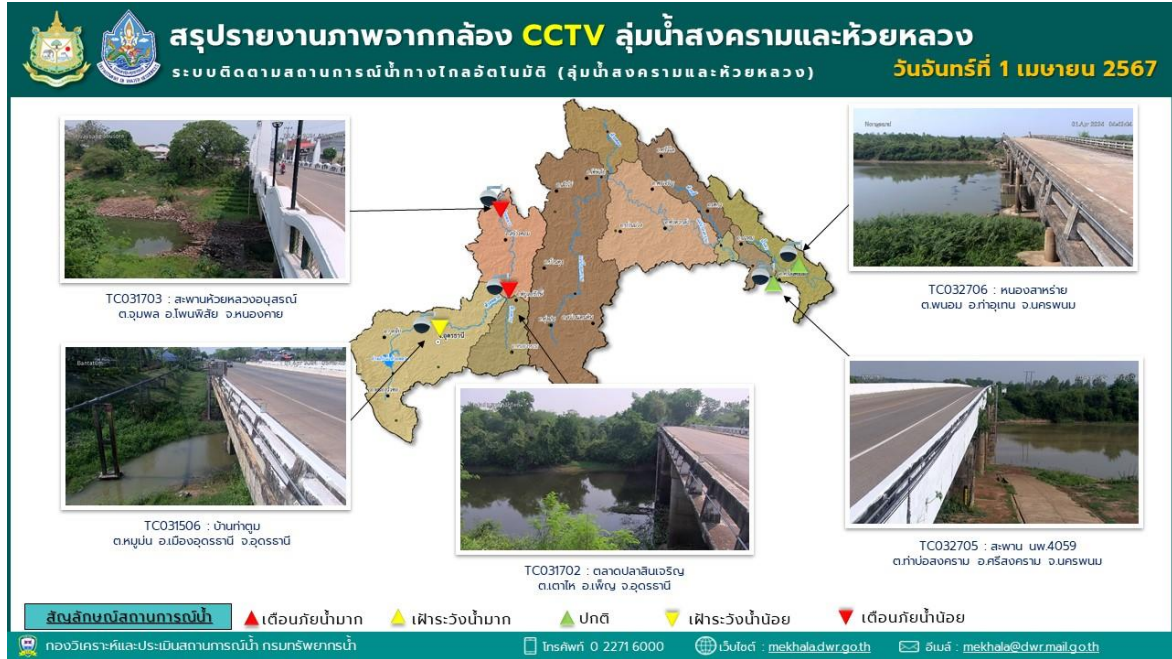 สรุปรายงานภาพจากกล้อง CCTV ลุ่มน้ำสงครามและห้วยหลวง
ระบบติดตามสถานการณ์น้ำทางไกลอัตโนมัติ (ลุ่มน้ำสงครามและห้วยหลวง)
วันจันทร์ที่ 1 เมษายน 2567
TC031703 : สะพานห้วยหลวงอนุสรณ์
ต.จุมพล อ.โพนพิสัย จ.หนองคาย
TC032706 : หนองสาหร่าย
ต.พนอม อ.ท่าอุเทน จ.นครพนม
TC031506 : บ้านท่าตูม
ต.หมูม่น อ.เมืองอุดรธานี จ.อุดรธานี
TC031702 : ตลาดปลาสินเจริญ
ต.เตาไห อ.เพ็ญ จ.อุดรธานี
TC032705 : สะพาน นพ.4059
ต.ท่าบ่อสงคราม อ.ศรีสงคราม จ.นครพนม
สัญลักษณ์สถานการณ์น้ำ เตือนภัยน้ำมาก เฝ้าระวังน้ำมาก ปกติ เฝ้าระวังน้ำน้อย เตือนภัยน้ำน้อย
กองวิเคราะห์และประเมินสถานการณ์น้ำ กรมทรัพยากรน้ำ โทรศัพท์ 0 2271 6000 เว็บไซต์ : mekhala.dwr.go.th อีเมล์ : mekhala@dwr.mail.go.th